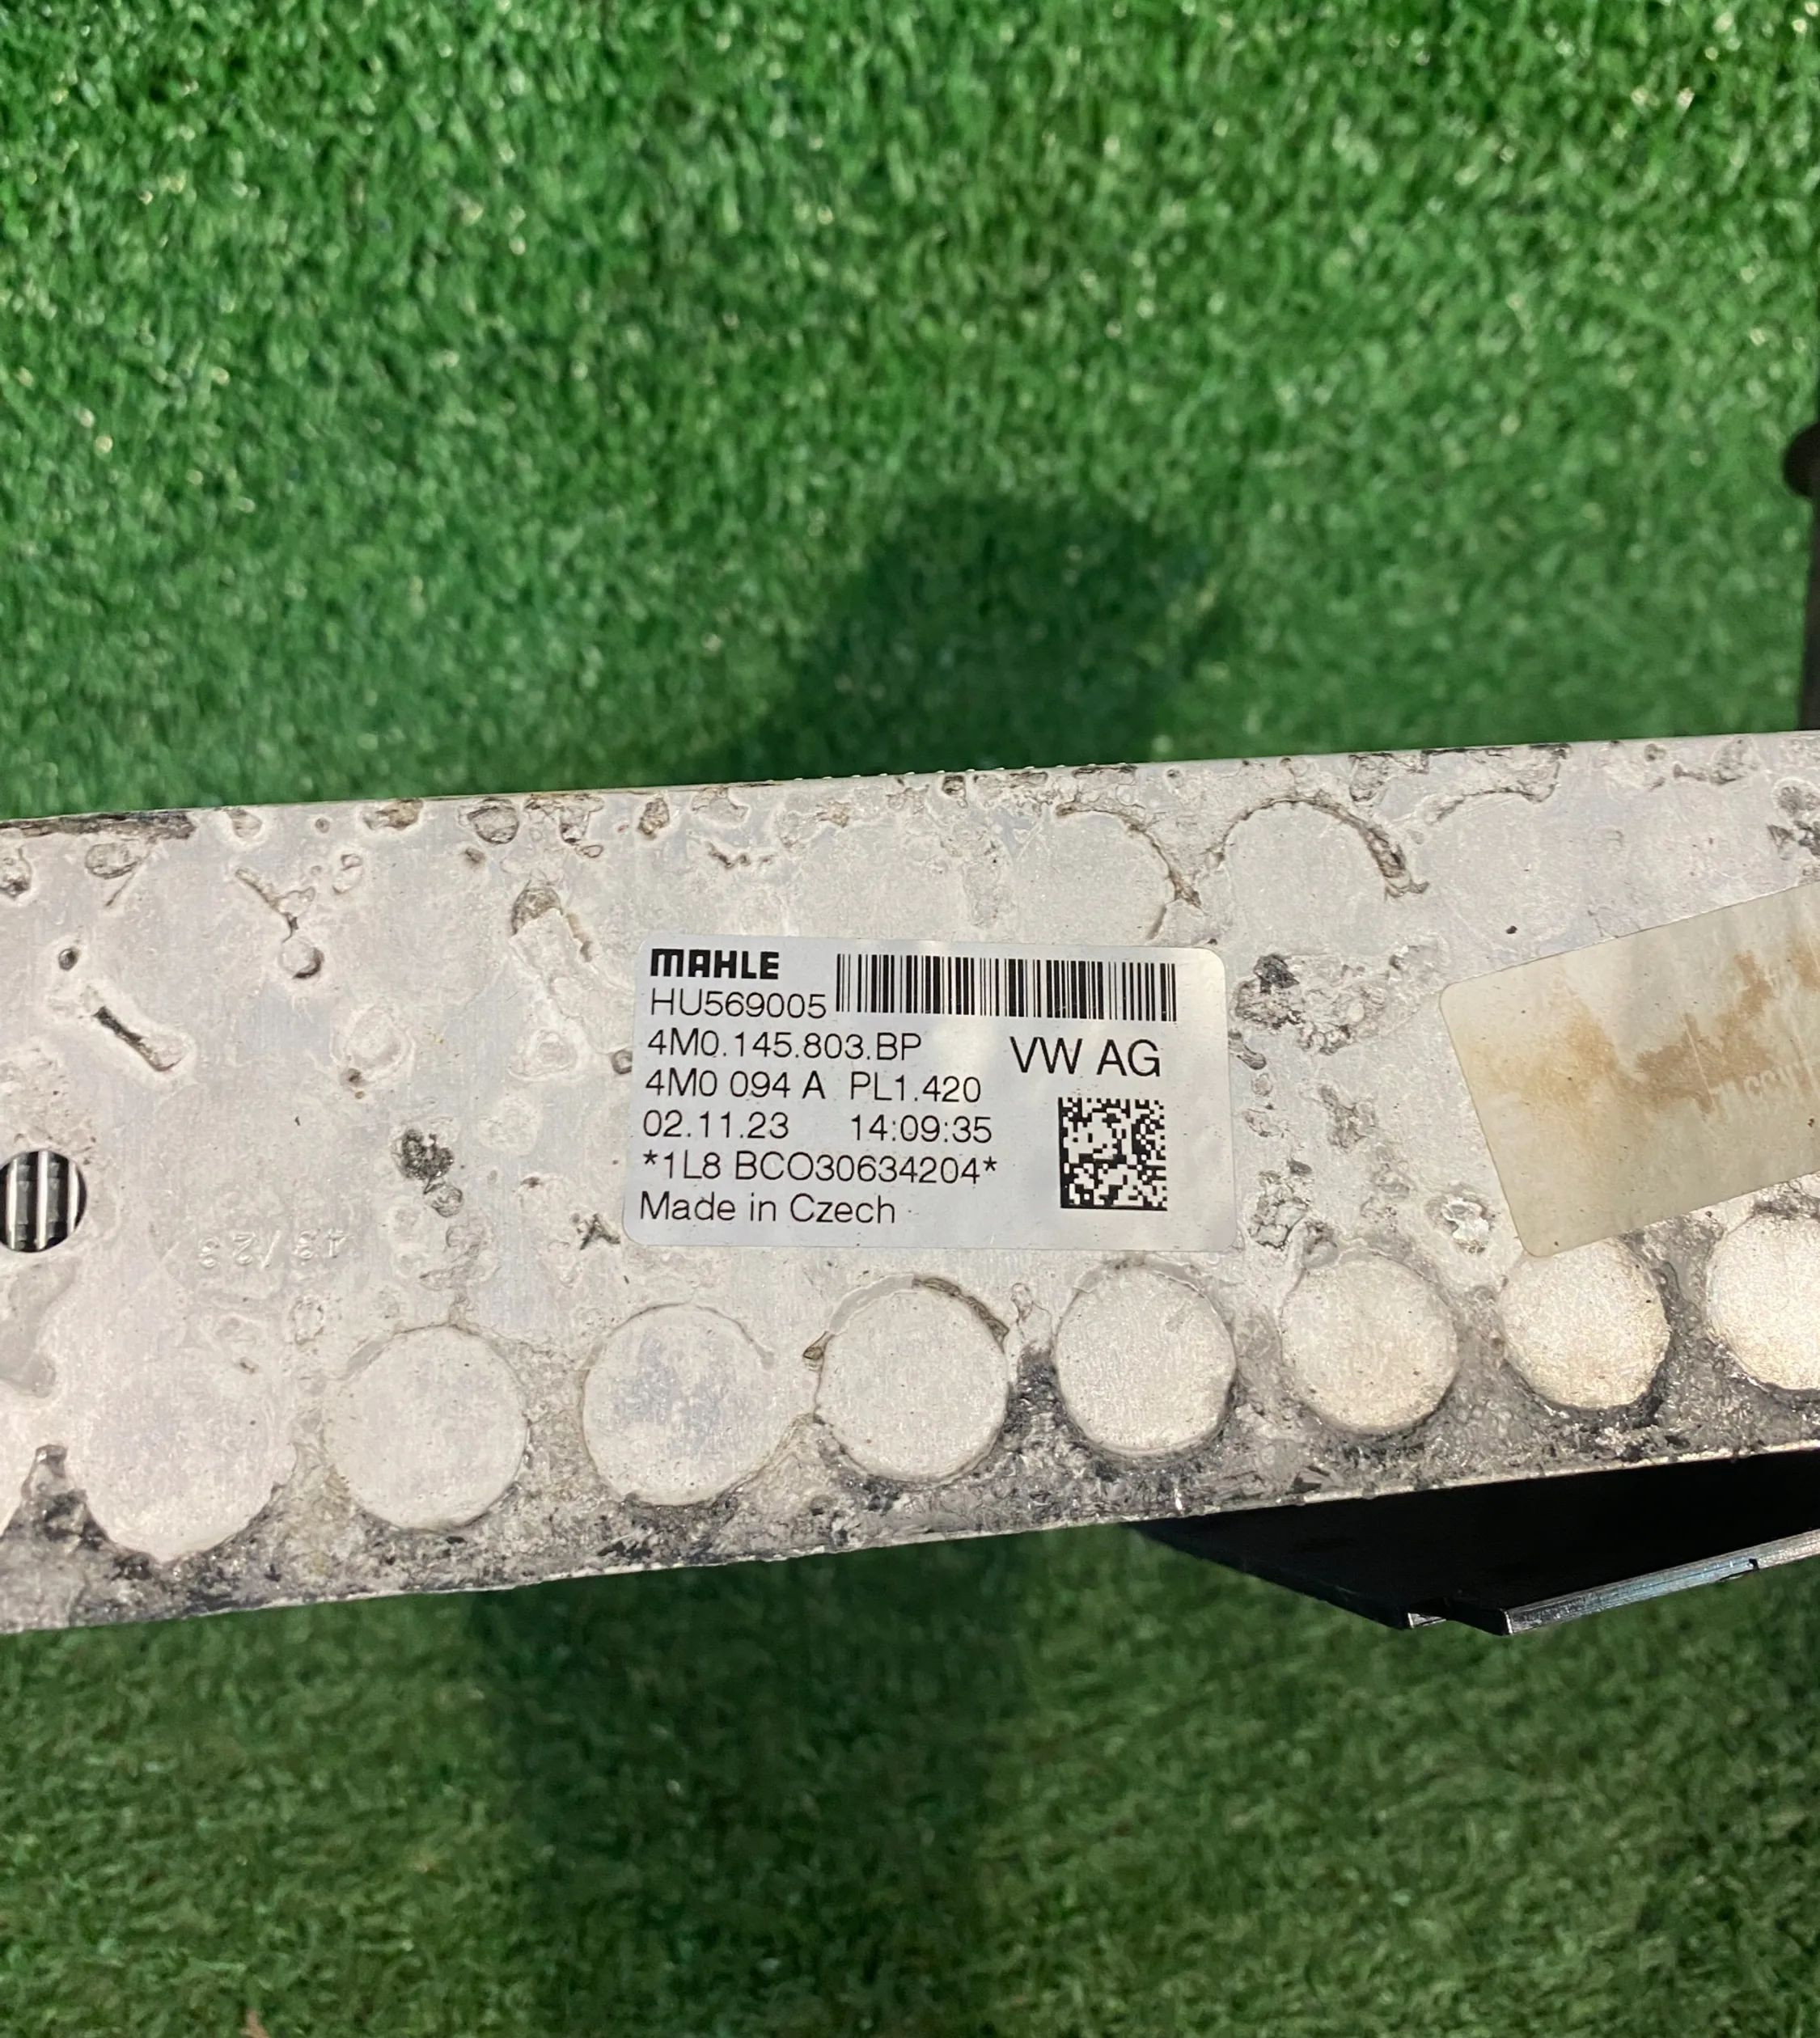 MAHLE
HU569005
4M0.145.803.BP
VW AG
4M0 094 A PL1.420
02.11.23 14:09:35
*1L8 BCO30634204*
Made in Czech